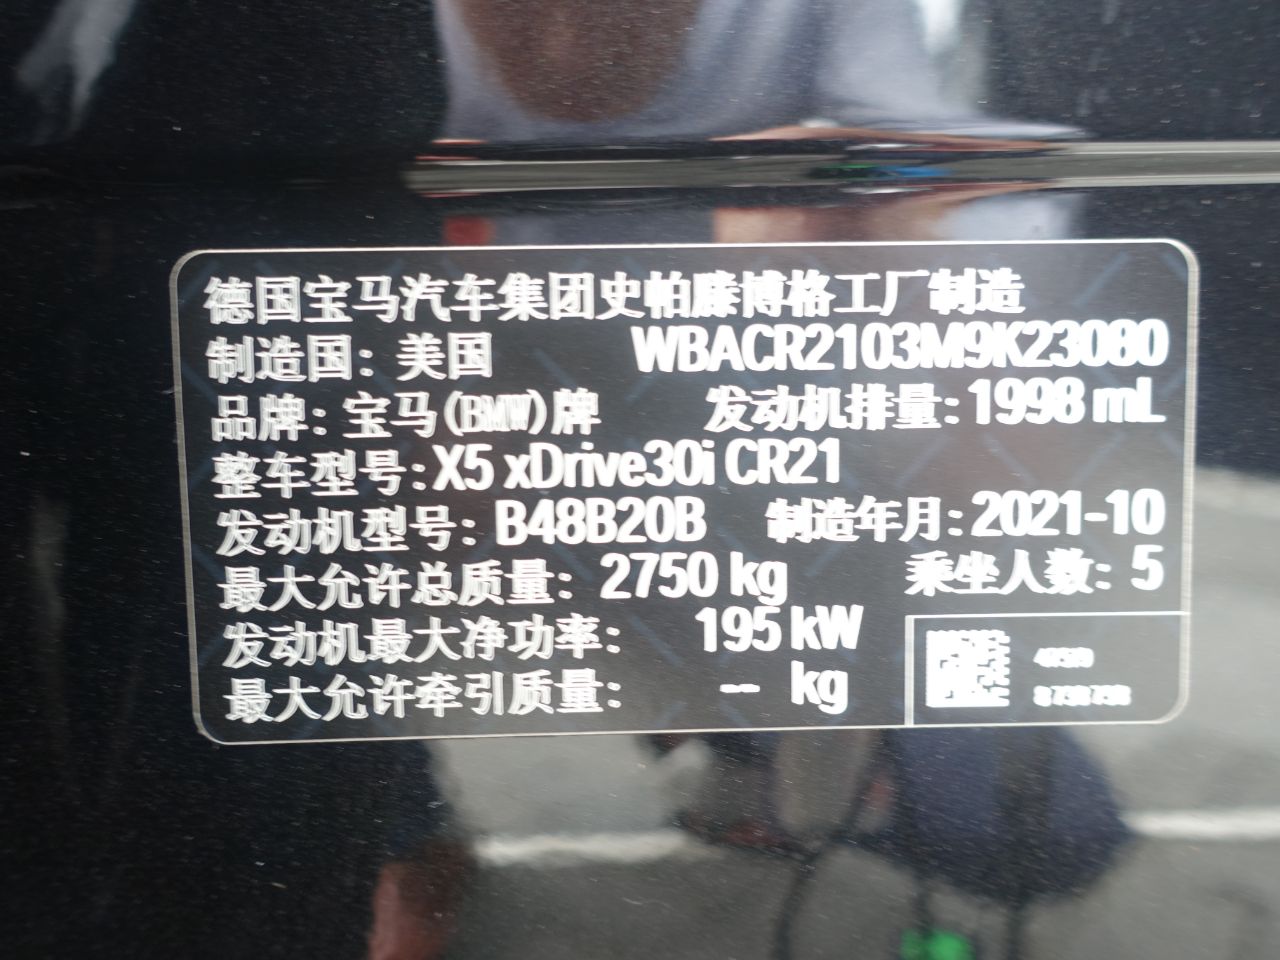 德国宝马汽车集团史帕滕博格工厂制造
制造国：美国 WBACR2103M9K23080
品牌：宝马(BMW)牌 发动机排量：1998 mL
整车型号：X5 xDrive30i CR21
发动机型号：B48B20B 制造年月：2021-10
最大允许总质量：2750 kg 乘坐人数：5
发动机最大净功率：195 kW
最大允许牵引质量：-- kg